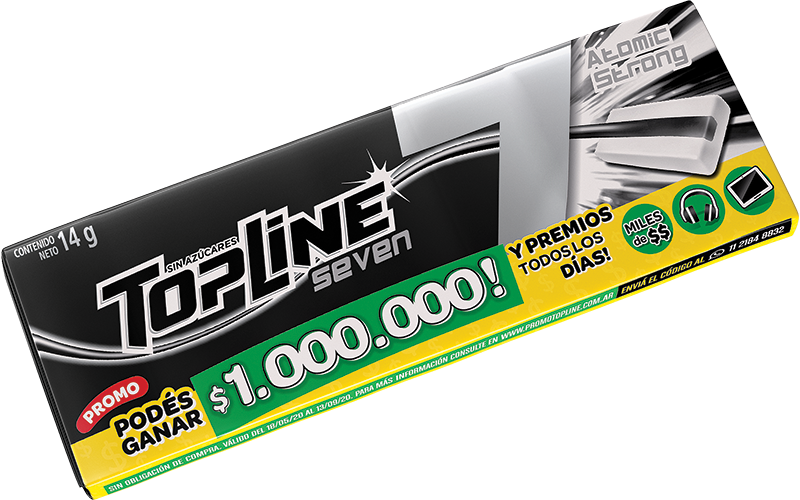 Atomic
Strong
7
CONTENIDO
NETO 14 g
SIN AZÚCARES
TOPLINE
seven
PROMO
PODÉS
GANAR
$1.000.000!
Y PREMIOS
TODOS LOS
DÍAS!
MILES
de $$
SIN OBLIGACIÓN DE COMPRA. VÁLIDO DEL 18/05/20 AL 13/09/20. PARA MÁS INFORMACIÓN CONSULTE EN WWW.PROMOTOPLINE.COM.AR
ENVIÁ EL CÓDIGO AL 11 2184 9932